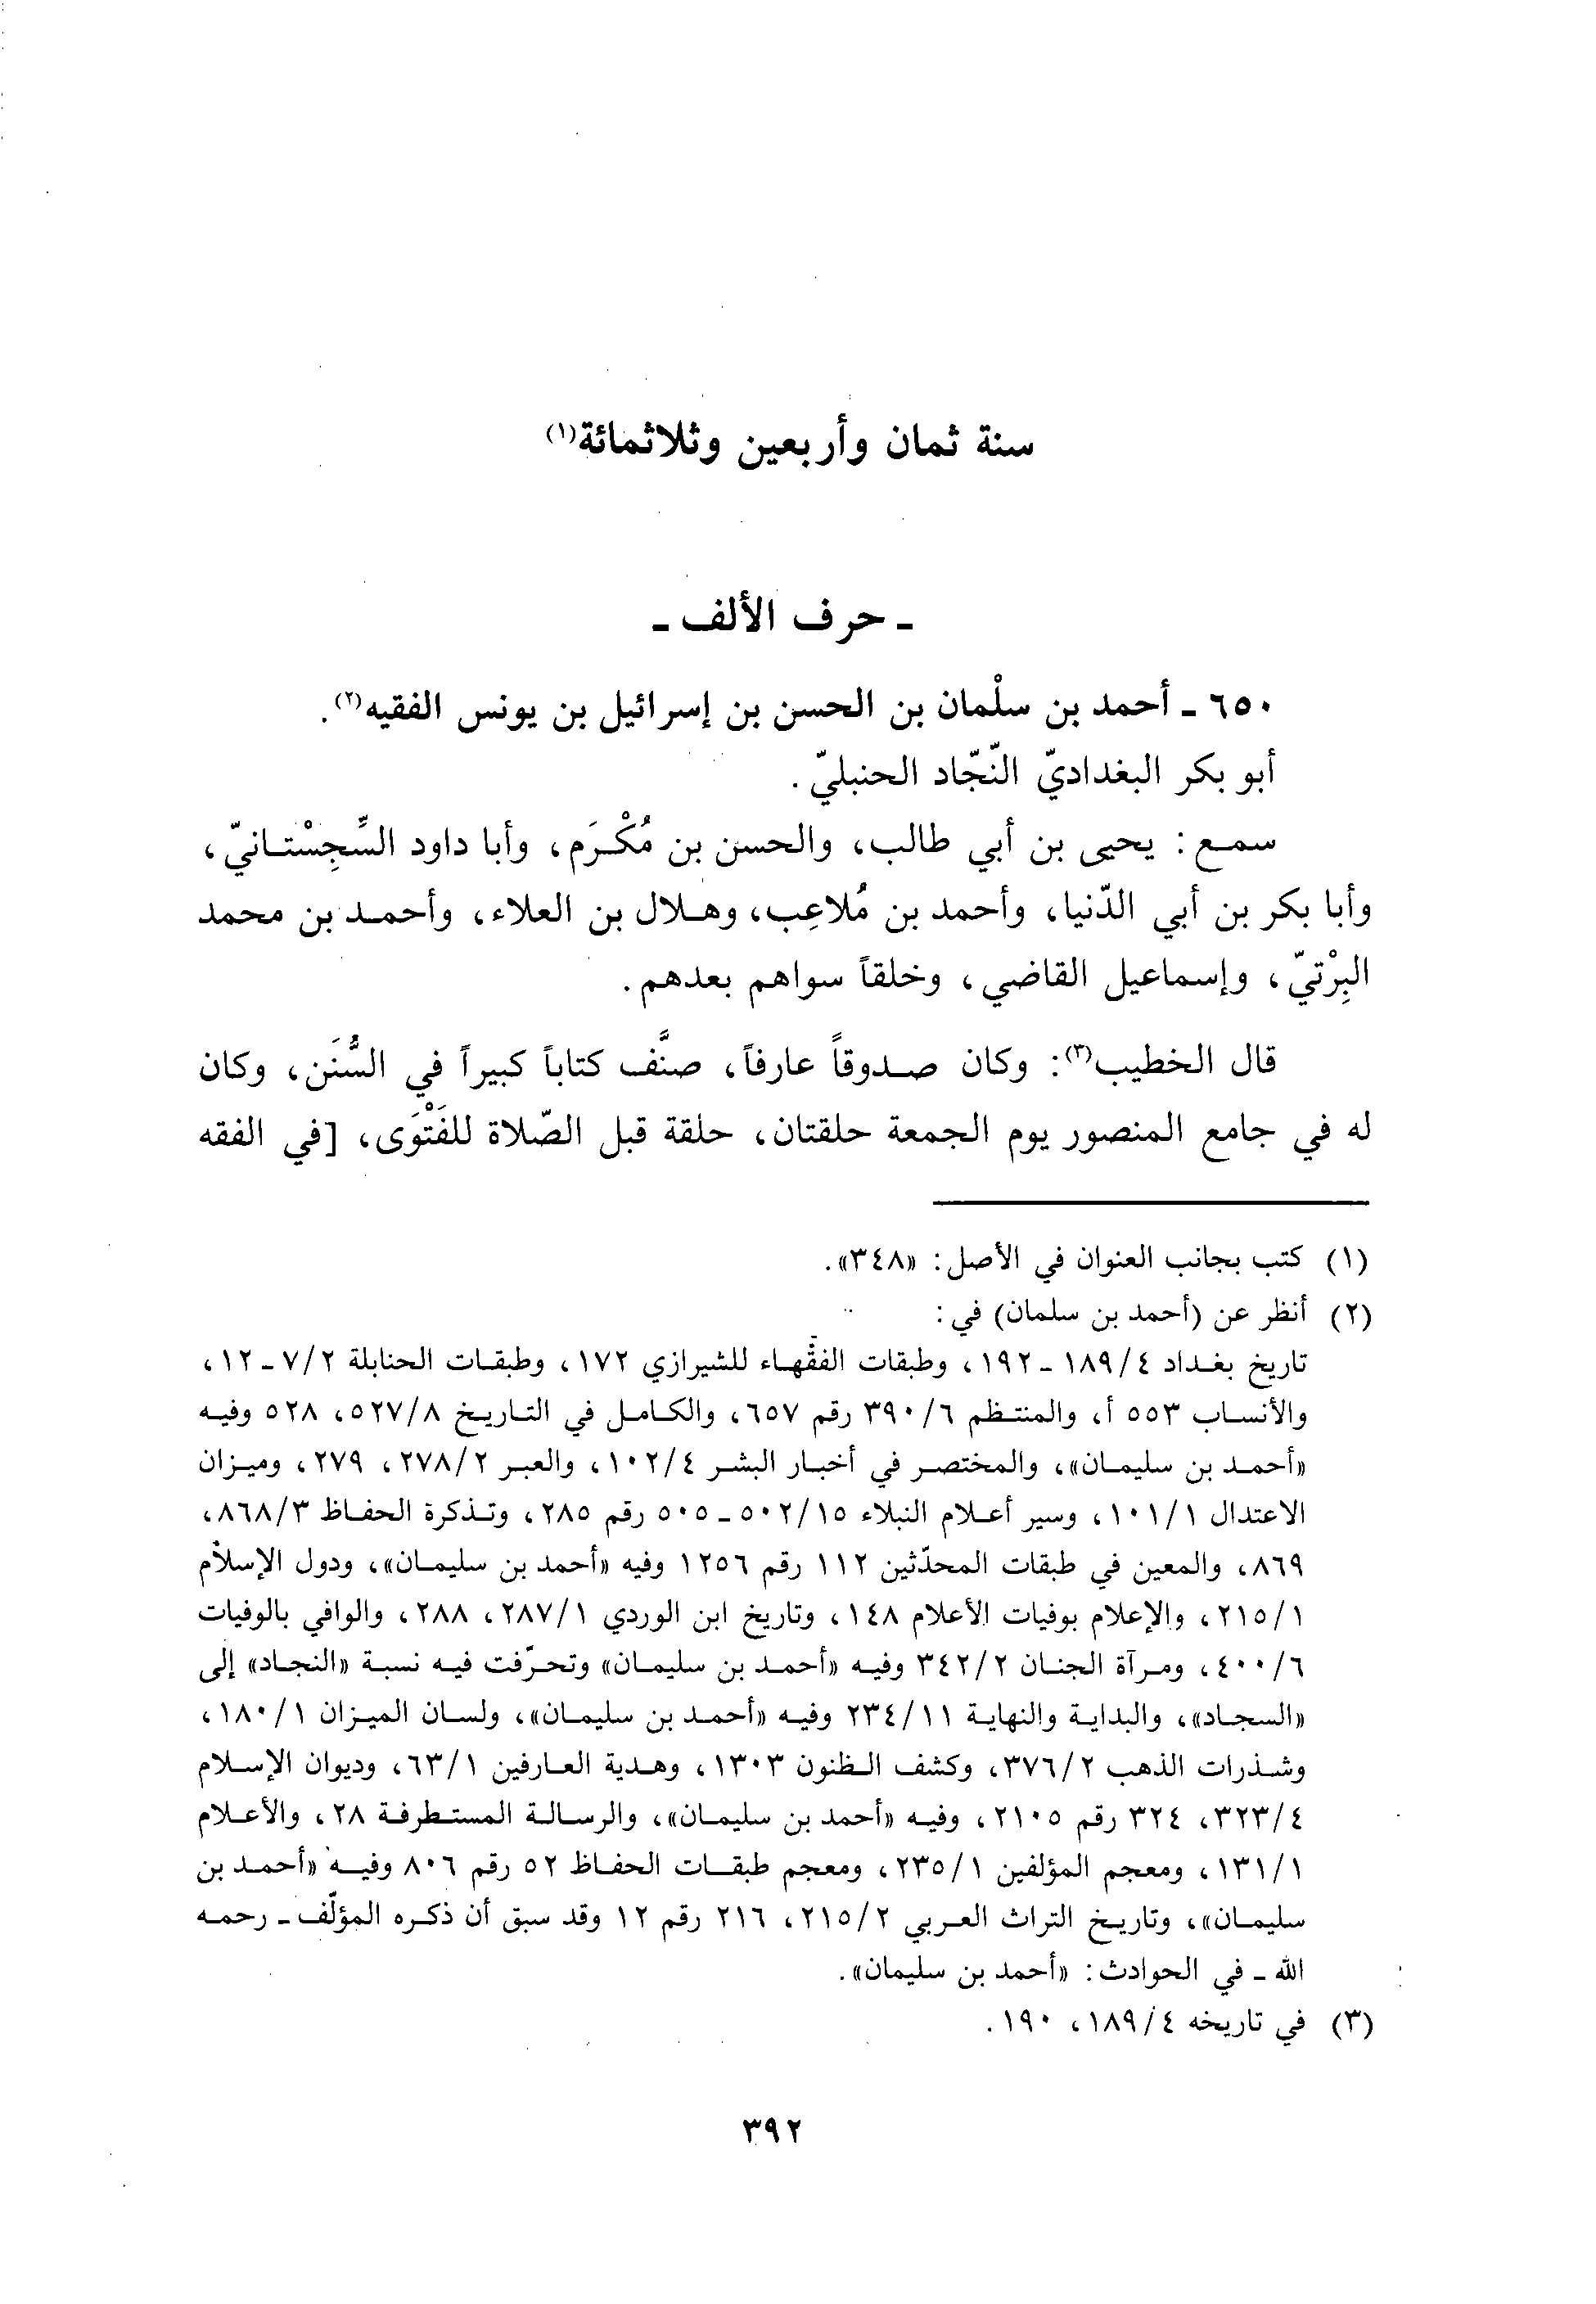 سنة ثمان وأربعين وثلاثمائة(١)
ـ حرف الألف ـ
٦٥٠ ـ أحمد بن سلْمان بن الحسن بن إسرائيل بن يونس الفقيه(٢).
أبو بكر البغداديّ النّجّاد الحنبليّ.
سمع: يحيى بن أبي طالب، والحسن بن مُكْرَم، وأبا داود السِّجِسْتانيّ،
وأبا بكر بن أبي الدّنيا، وأحمد بن مُلاعِب، وهلال بن العلاء، وأحمد بن محمد
البِرْتيّ، وإسماعيل القاضي، وخلقاً سواهم بعدهم.
قال الخطيب(٣): وكان صدوقاً عارفاً، صنَّف كتاباً كبيراً في السُّنَن، وكان
له في جامع المنصور يوم الجمعة حلقتان، حلقة قبل الصّلاة للفَتْوَى، [في الفقه
(١) كتب بجانب العنوان في الأصل: «٣٤٨».
(٢) أنظر عن (أحمد بن سلمان) في:
تاريخ بغداد ٤/١٨٩ ـ ١٩٢، وطبقات الفقهاء للشيرازي ١٧٢، وطبقات الحنابلة ٢/٧ ـ ١٢،
والأنساب ٥٥٣ أ، والمنتظم ٦/٣٩٠ رقم ٦٥٧، والكامل في التاريخ ٨/٥٢٧، ٥٢٨ وفيه
«أحمد بن سليمان»، والمختصر في أخبار البشر ٤/١٠٢، والعبر ٢/٢٧٨، ٢٧٩، وميزان
الاعتدال ١/١٠١، وسير أعلام النبلاء ١٥/٥٠٢ ـ ٥٠٥ رقم ٢٨٥، وتذكرة الحفاظ ٣/٨٦٨،
٨٦٩، والمعين في طبقات المحدّثين ١١٢ رقم ١٢٥٦ وفيه «أحمد بن سليمان»، ودول الإسلام
١/٢١٥، والإعلام بوفيات الأعلام ١٤٨، وتاريخ ابن الوردي ١/٢٨٧، ٢٨٨، والوافي بالوفيات
٦/٤٠٠، ومرآة الجنان ٢/٣٤٢ وفيه «أحمد بن سليمان» وتحرّفت فيه نسبة «النجاد» إلى
«السجاد»، والبداية والنهاية ١١/٢٣٤ وفيه «أحمد بن سليمان»، ولسان الميزان ١/١٨٠،
وشذرات الذهب ٢/٣٧٦، وكشف الظنون ١٣٠٣، وهدية العارفين ١/٦٣، وديوان الإسلام
٤/٣٢٣، ٣٢٤ رقم ٢١٠٥، وفيه «أحمد بن سليمان»، والرسالة المستطرفة ٢٨، والأعلام
١/١٣١، ومعجم المؤلفين ١/٢٣٥، ومعجم طبقات الحفاظ ٥٢ رقم ٨٠٦ وفيه «أحمد بن
سليمان»، وتاريخ التراث العربي ٢/٢١٥، ٢١٦ رقم ١٢ وقد سبق أن ذكره المؤلّف ـ رحمه
الله ـ في الحوادث: «أحمد بن سليمان».
(٣) في تاريخه ٤/١٨٩، ١٩٠.
٣٩٢